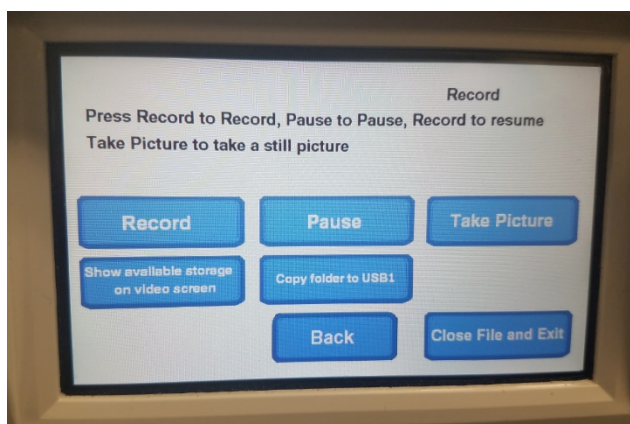 Record
Press Record to Record, Pause to Pause, Record to resume
Take Picture to take a still picture
Record
Pause
Take Picture
Show available storage
on video screen
Copy folder to USB1
Back
Close File and Exit